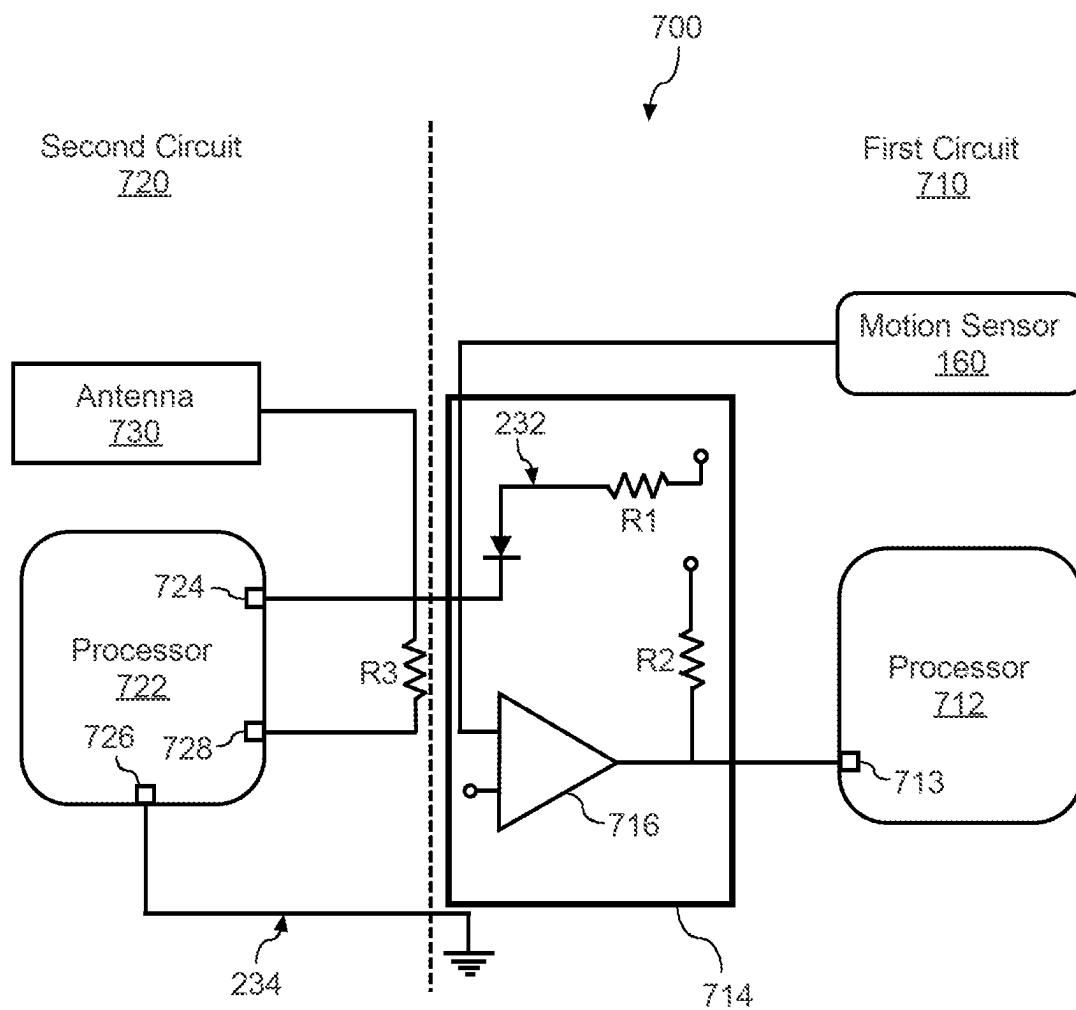 700
Second Circuit
720
First Circuit
710
Motion Sensor
160
Antenna
730
232
R1
724
Processor
722
R3
R2
Processor
712
726
728
713
716
234
714